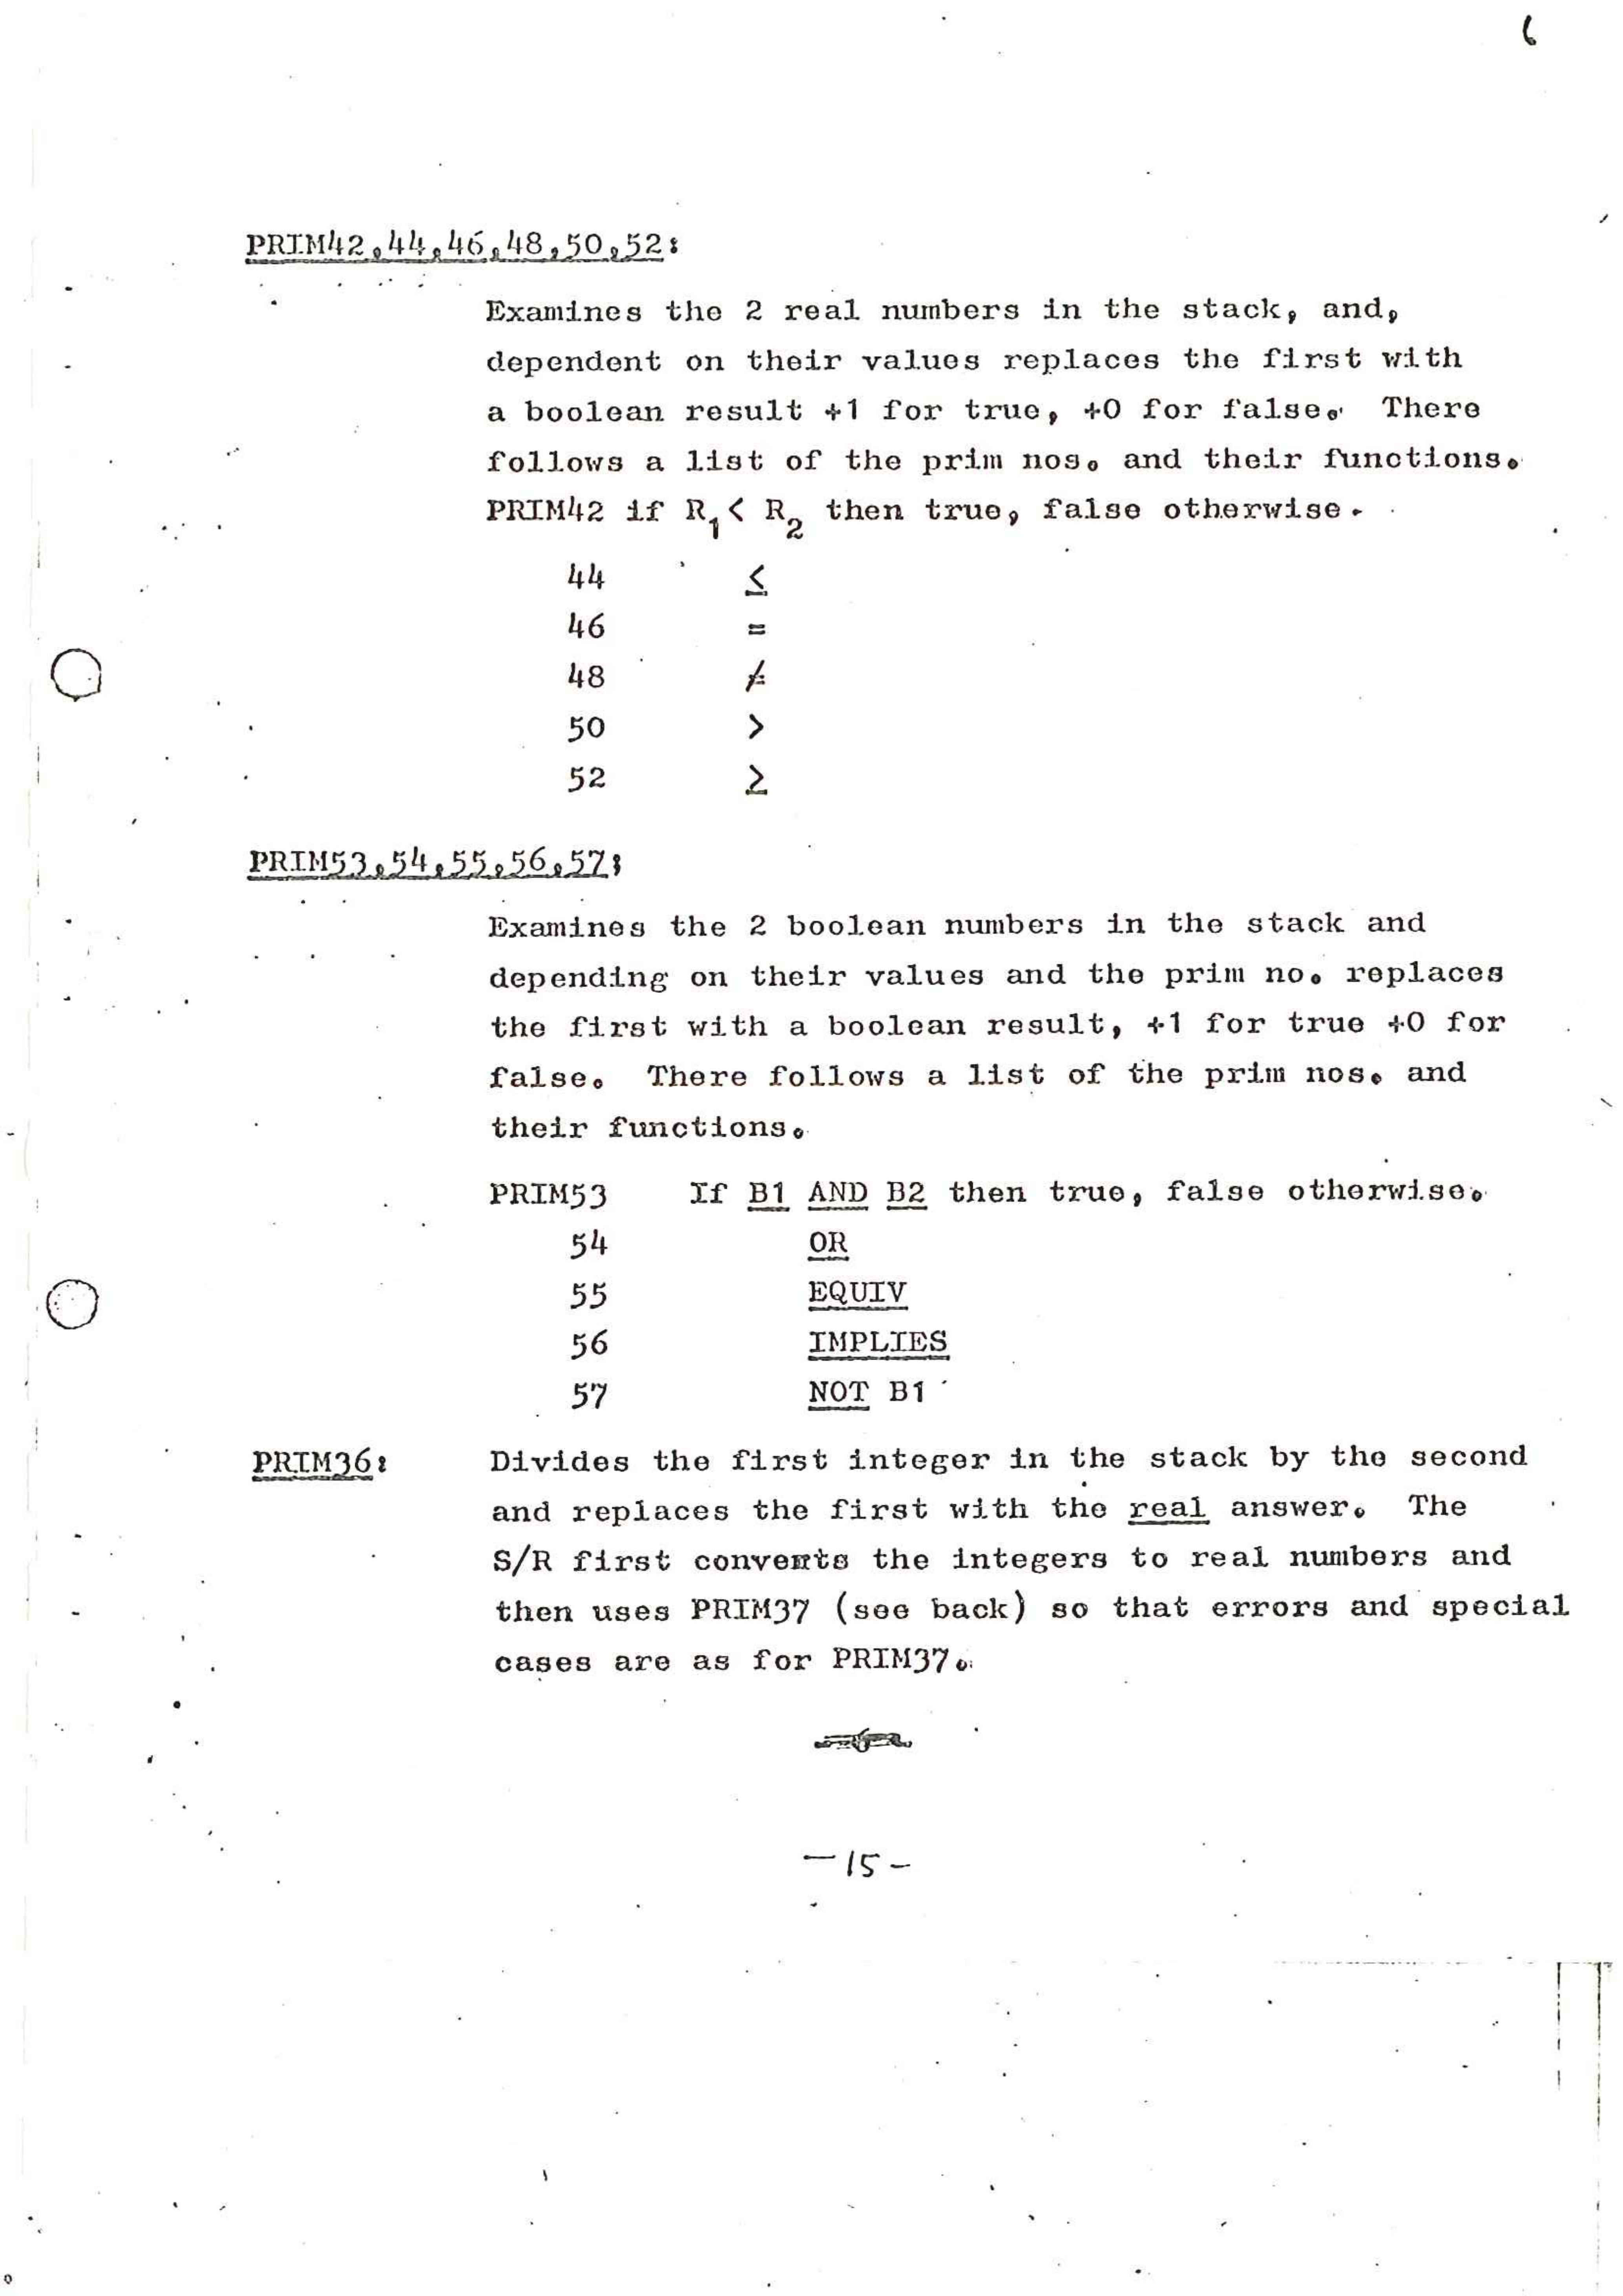 6
PRIM42,44,46,48,50,52:
Examines the 2 real numbers in the stack, and,
dependent on their values replaces the first with
a boolean result +1 for true, +0 for false. There
follows a list of the prim nos. and their functions.
PRIM42 if R₁ < R₂ then true, false otherwise.
44 ≤
46 =
48 ≠
50 >
52 ≥
PRIM53,54,55,56,57:
Examines the 2 boolean numbers in the stack and
depending on their values and the prim no. replaces
the first with a boolean result, +1 for true +0 for
false. There follows a list of the prim nos. and
their functions.
PRIM53 If B1 AND B2 then true, false otherwise.
54 OR
55 EQUIV
56 IMPLIES
57 NOT B1
PRIM36: Divides the first integer in the stack by the second
and replaces the first with the real answer. The
S/R first converts the integers to real numbers and
then uses PRIM37 (see back) so that errors and special
cases are as for PRIM37.
-15-